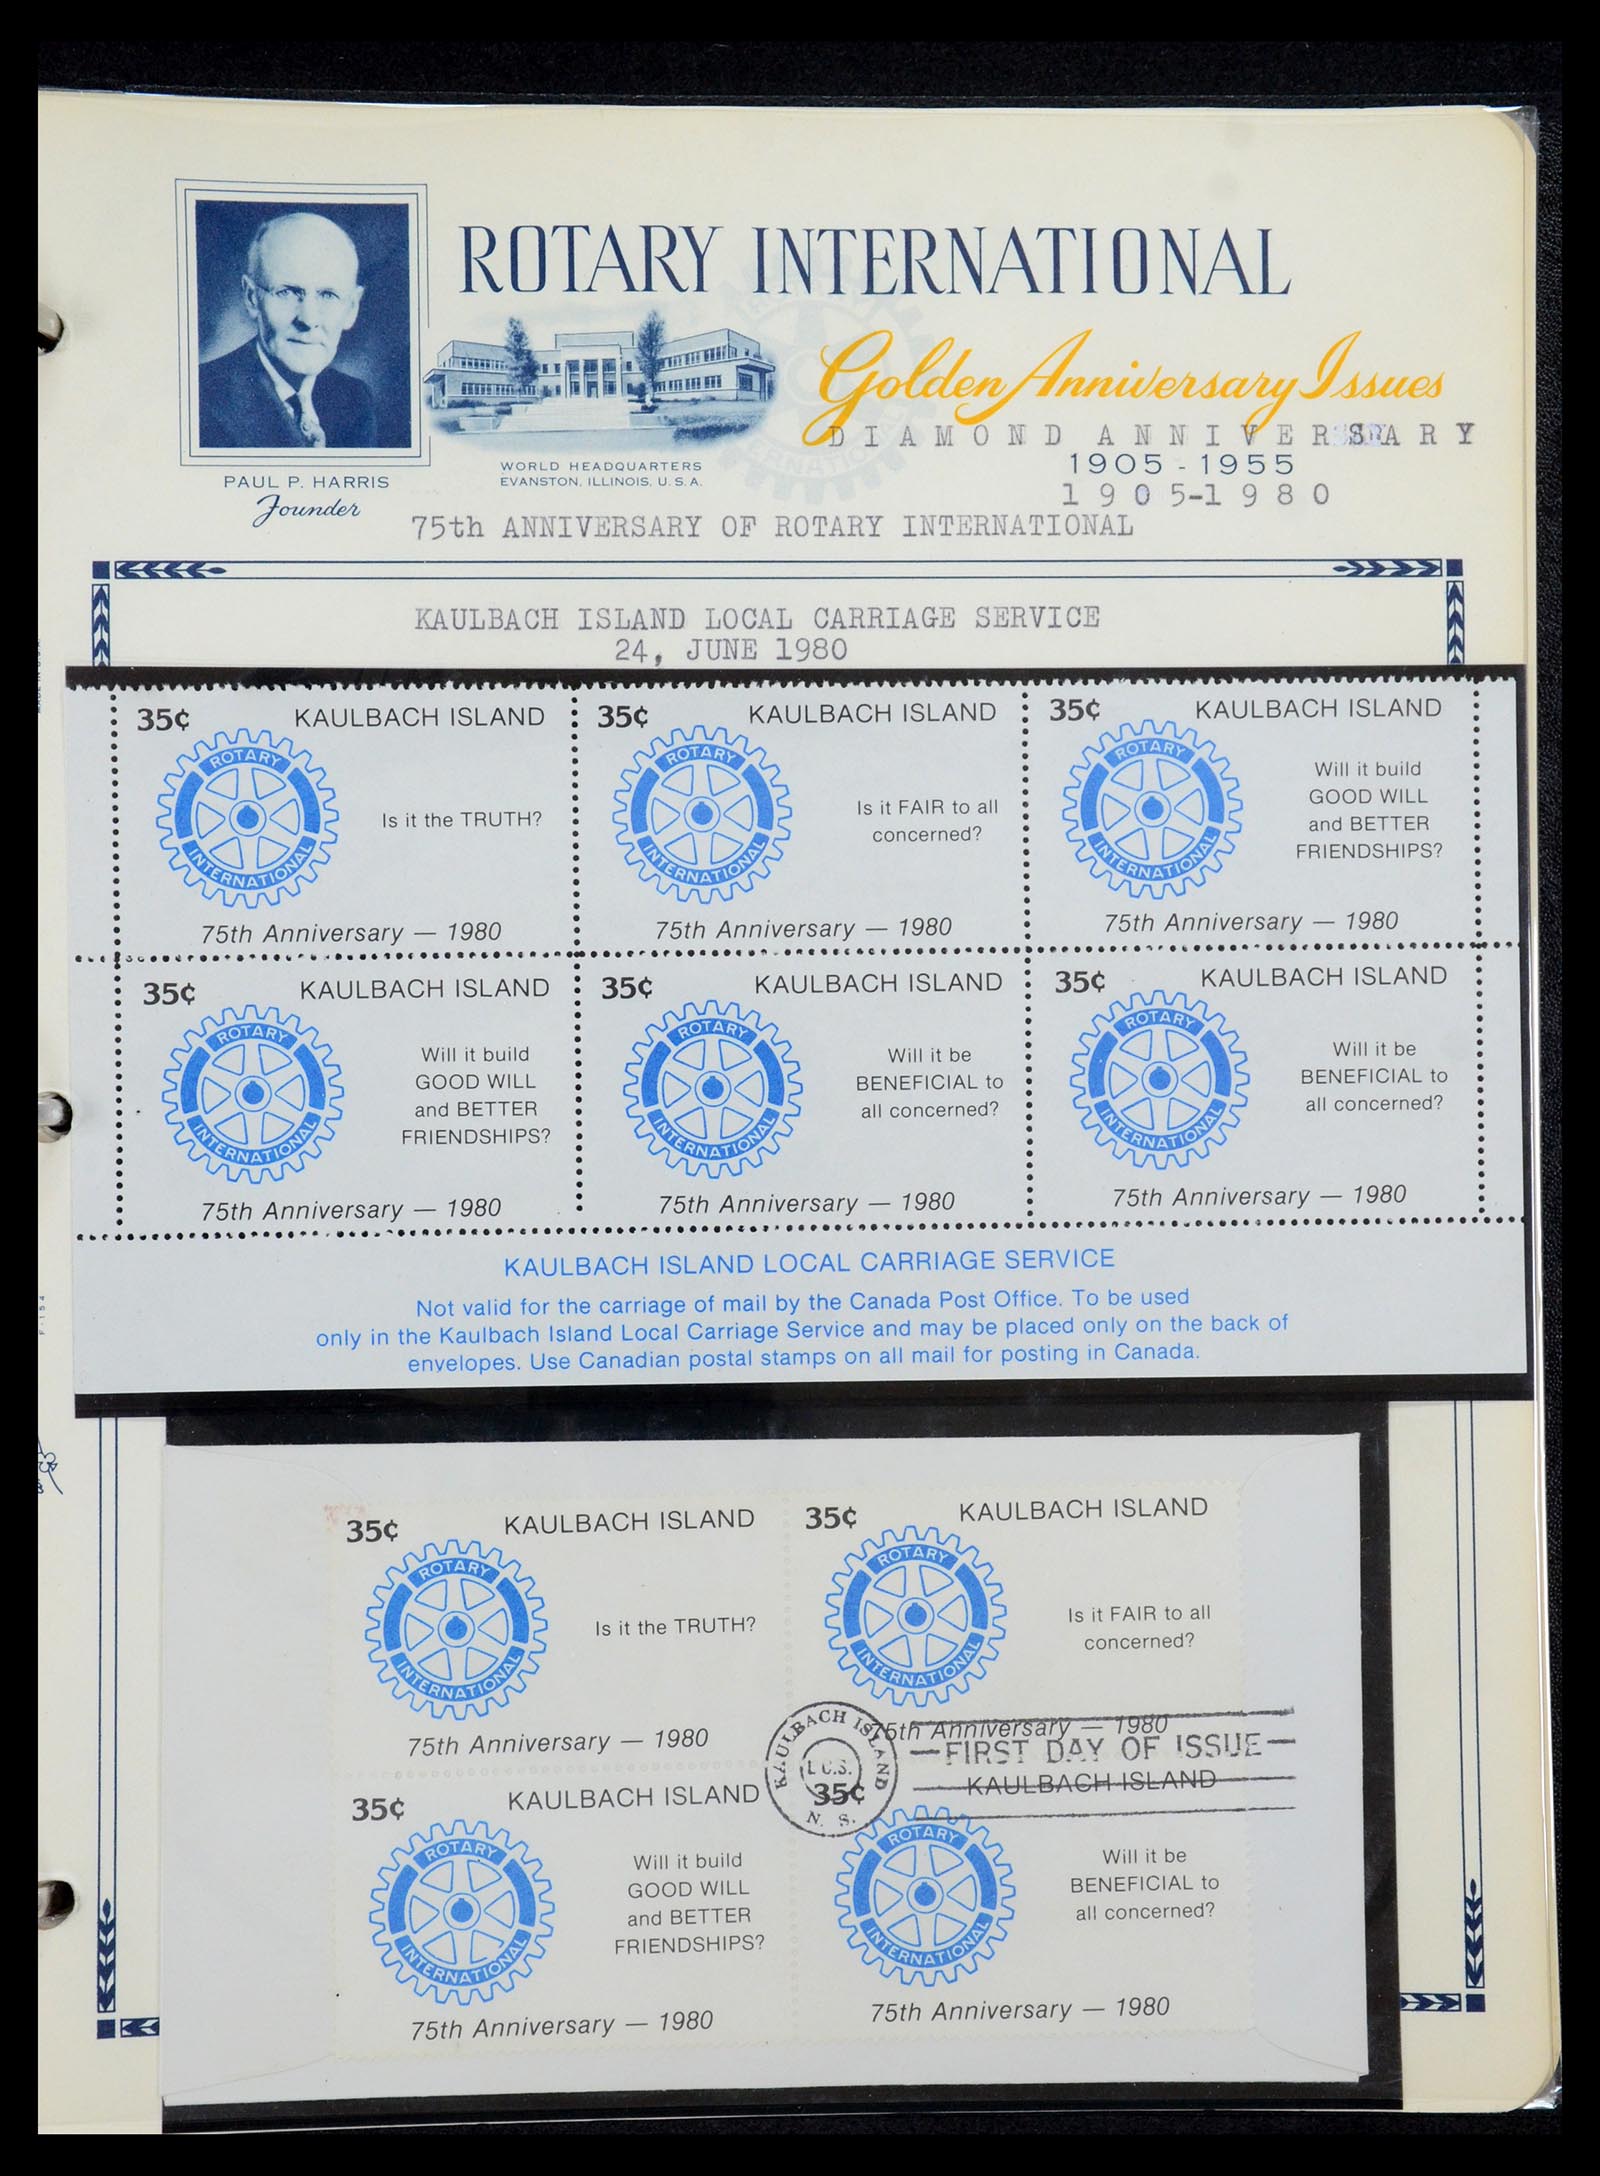 ROTARY INTERNATIONAL
Golden Anniversary Issues
DIAMOND ANNIVERSARY
1905-1955
1905-1980
PAUL P. HARRIS
Founder
WORLD HEADQUARTERS
EVANSTON, ILLINOIS, U.S.A.
75th ANNIVERSARY OF ROTARY INTERNATIONAL
KAULBACH ISLAND LOCAL CARRIAGE SERVICE
24, JUNE 1980
35¢ KAULBACH ISLAND
ROTARY
INTERNATIONAL
Is it the TRUTH?
75th Anniversary — 1980
35¢ KAULBACH ISLAND
ROTARY
INTERNATIONAL
Is it FAIR to all
concerned?
75th Anniversary — 1980
35¢ KAULBACH ISLAND
ROTARY
INTERNATIONAL
Will it build
GOOD WILL
and BETTER
FRIENDSHIPS?
75th Anniversary — 1980
35¢ KAULBACH ISLAND
ROTARY
INTERNATIONAL
Will it build
GOOD WILL
and BETTER
FRIENDSHIPS?
75th Anniversary — 1980
35¢ KAULBACH ISLAND
ROTARY
INTERNATIONAL
Will it be
BENEFICIAL to
all concerned?
75th Anniversary — 1980
35¢ KAULBACH ISLAND
ROTARY
INTERNATIONAL
Will it be
BENEFICIAL to
all concerned?
75th Anniversary — 1980
KAULBACH ISLAND LOCAL CARRIAGE SERVICE
Not valid for the carriage of mail by the Canada Post Office. To be used
only in the Kaulbach Island Local Carriage Service and may be placed only on the back of
envelopes. Use Canadian postal stamps on all mail for posting in Canada.
35¢ KAULBACH ISLAND
ROTARY
INTERNATIONAL
Is it the TRUTH?
75th Anniversary — 1980
35¢ KAULBACH ISLAND
ROTARY
INTERNATIONAL
Is it FAIR to all
concerned?
75th Anniversary — 1980
KAULBACH ISLAND
L.C.S.
N. S.
—FIRST DAY OF ISSUE—
35¢ KAULBACH ISLAND
ROTARY
INTERNATIONAL
Will it build
GOOD WILL
and BETTER
FRIENDSHIPS?
75th Anniversary — 1980
35¢ KAULBACH ISLAND
ROTARY
INTERNATIONAL
Will it be
BENEFICIAL to
all concerned?
75th Anniversary — 1980
F-154